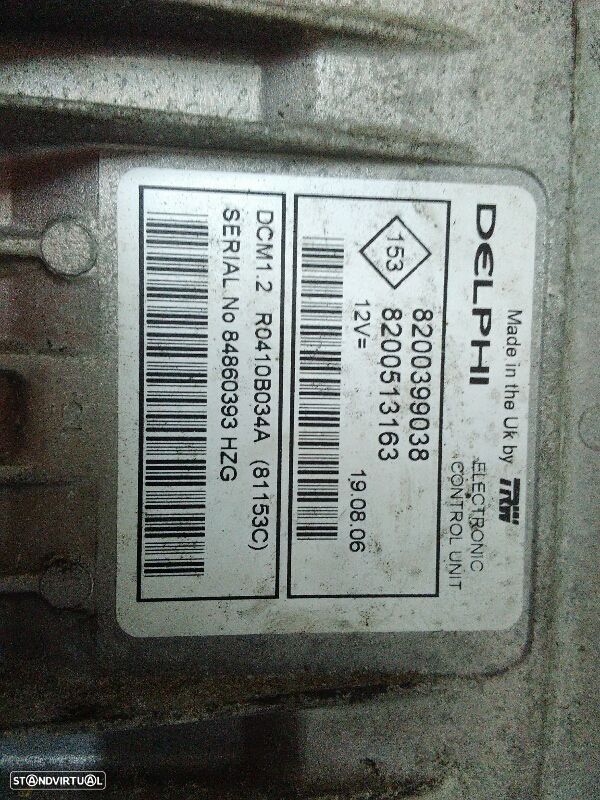 Made in the Uk by TRW
DELPHI
ELECTRONIC
CONTROL UNIT
153
8200399038
8200513163
12V=
19.08.06
DCM1.2 R0410B034A (81153C)
SERIAL No 84860393 HZG
STANDVIRTUAL